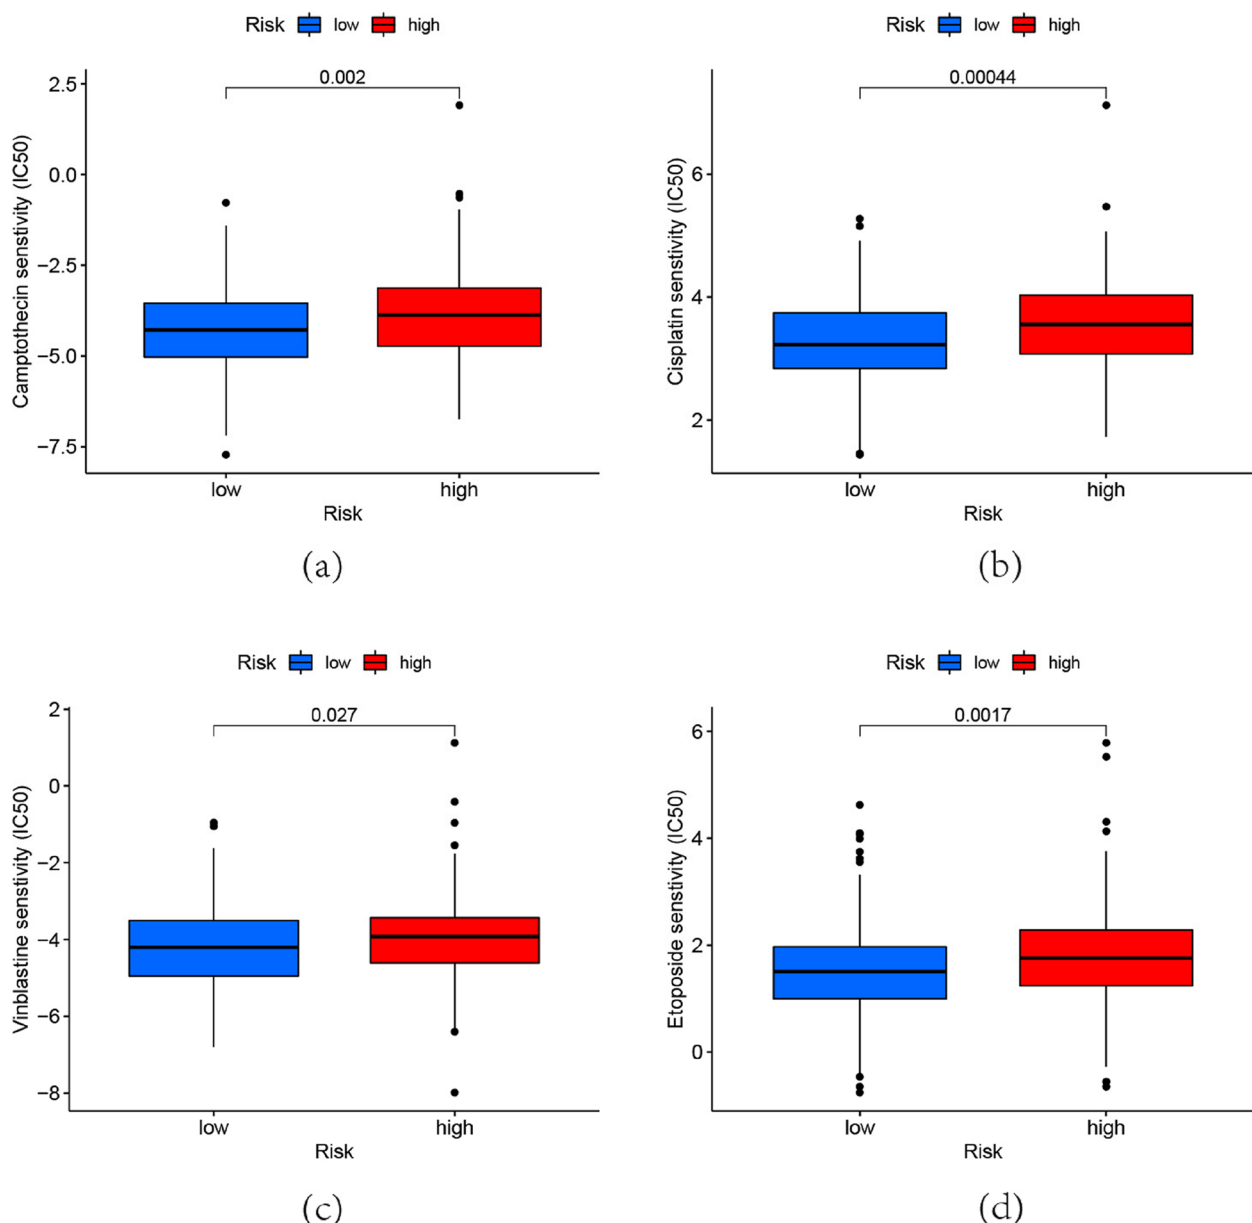 Risk low high
0.002
2.5
0.0
−2.5
−5.0
−7.5
Camptothecin senstivity (IC50)
low high
Risk
(a)
Risk low high
0.00044
6
4
2
Cisplatin senstivity (IC50)
low high
Risk
(b)
Risk low high
0.027
2
0
−2
−4
−6
−8
Vinblastine senstivity (IC50)
low high
Risk
(c)
Risk low high
0.0017
6
4
2
0
Etoposide senstivity (IC50)
low high
Risk
(d)